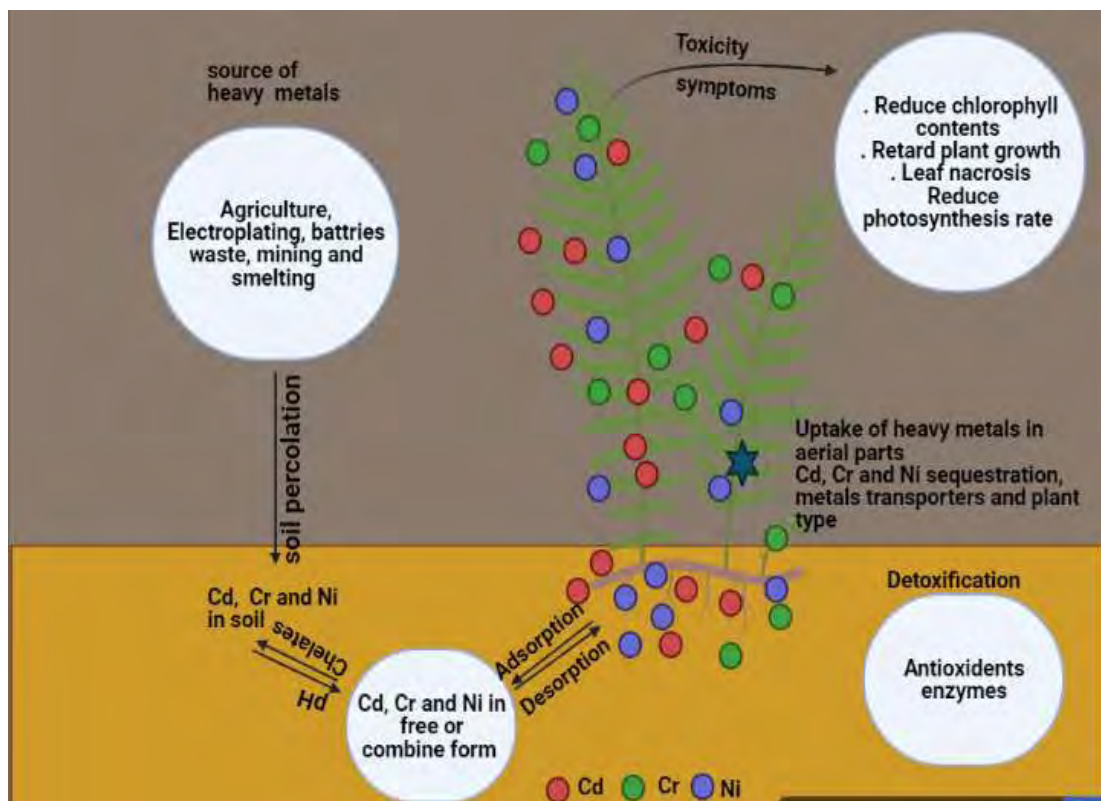 source of
heavy metals
Agriculture,
Electroplating, battries
waste, mining and
smelting
soil percolation
Toxicity
symptoms
. Reduce chlorophyll
contents
. Retard plant growth
. Leaf nacrosis
Reduce
photosynthesis rate
Uptake of heavy metals in
aerial parts
Cd, Cr and Ni sequestration,
metals transporters and plant
type
Cd, Cr and Ni
in soil
Chelates
pH
Cd, Cr and Ni in
free or
combine form
Adsorption
Desorption
Detoxification
Antioxidents
enzymes
Cd Cr Ni